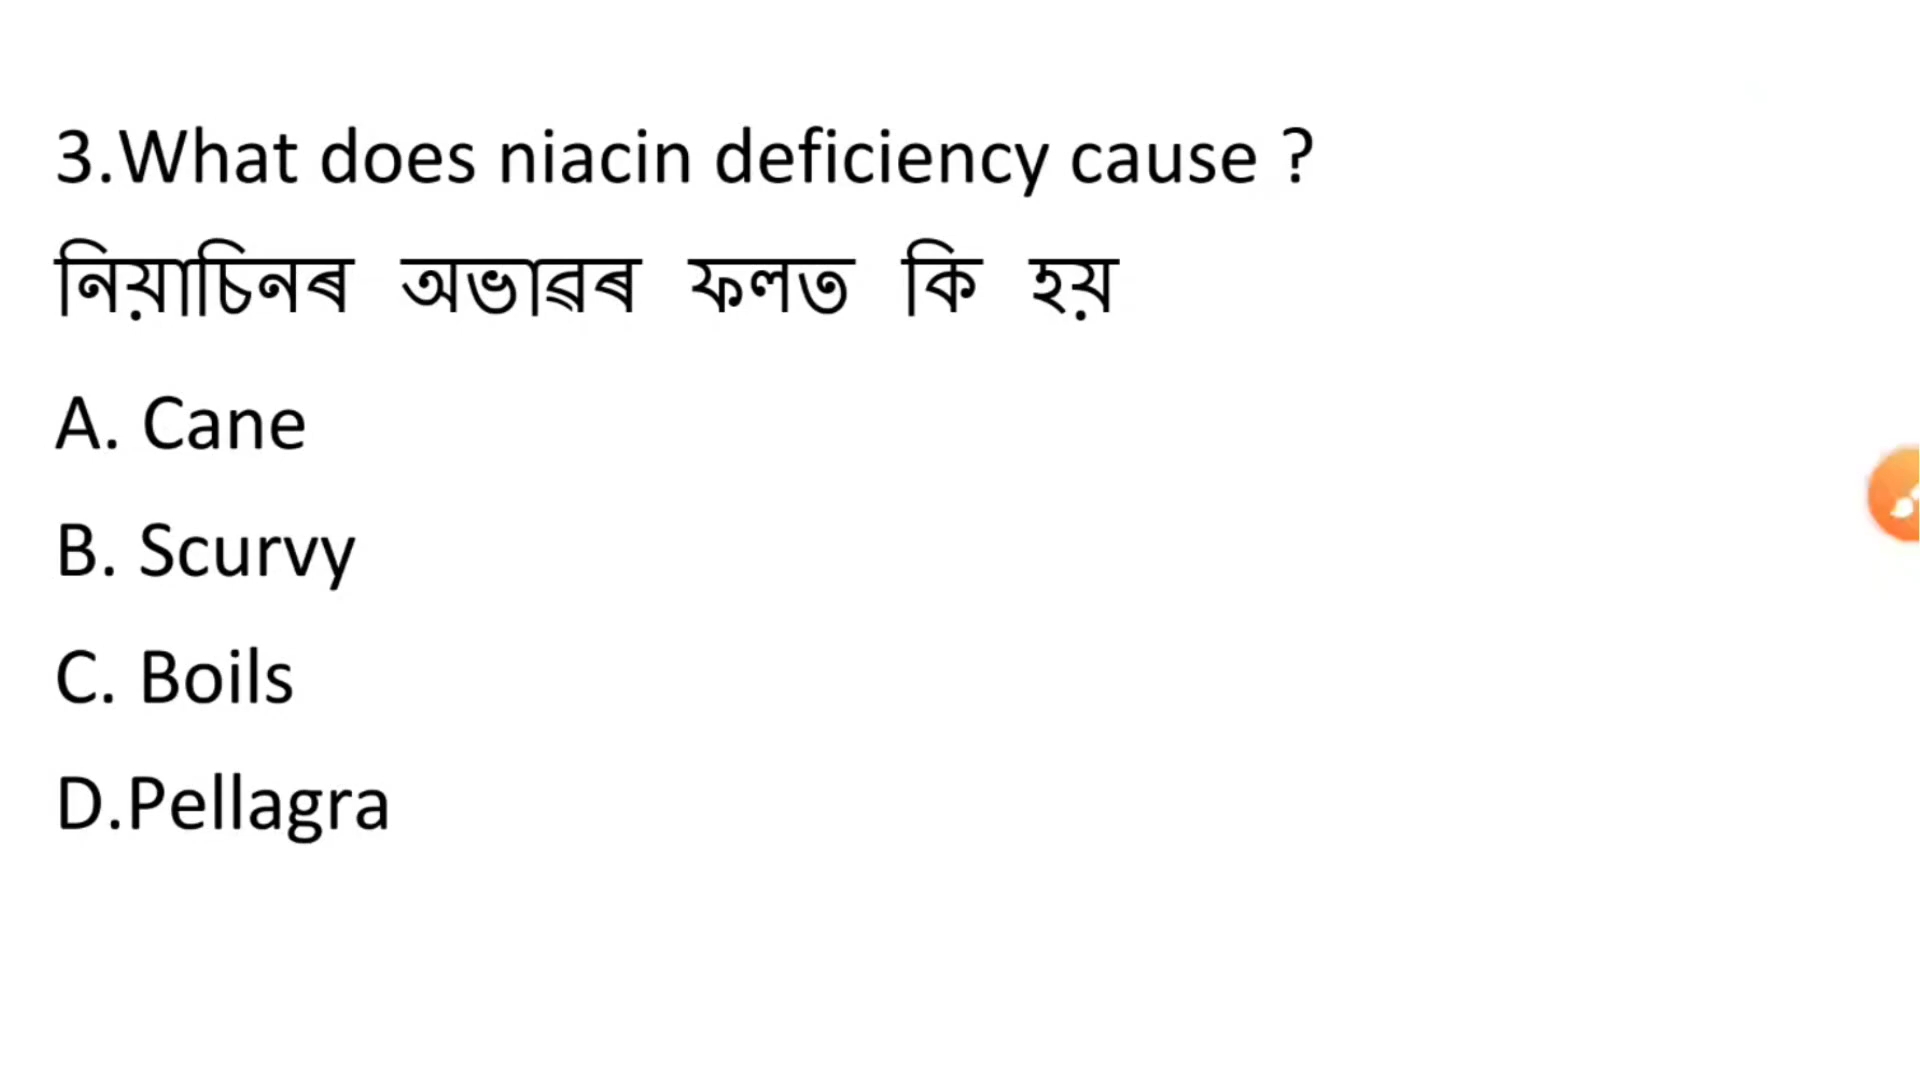 3.What does niacin deficiency cause ?
নিয়াচিনৰ অভাৱৰ ফলত কি হয়
A. Cane
B. Scurvy
C. Boils
D.Pellagra